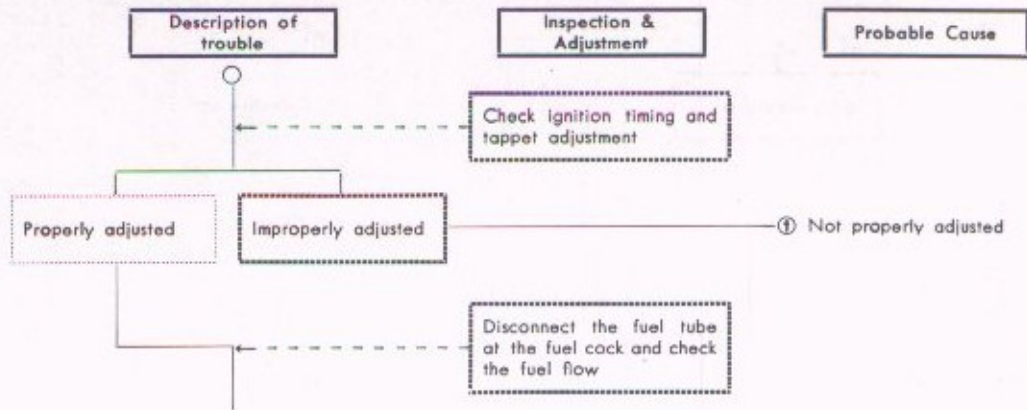 Description of
trouble
Inspection &
Adjustment
Probable Cause
Check ignition timing and
tappet adjustment
Properly adjusted
Improperly adjusted
① Not properly adjusted
Disconnect the fuel tube
at the fuel cock and check
the fuel flow